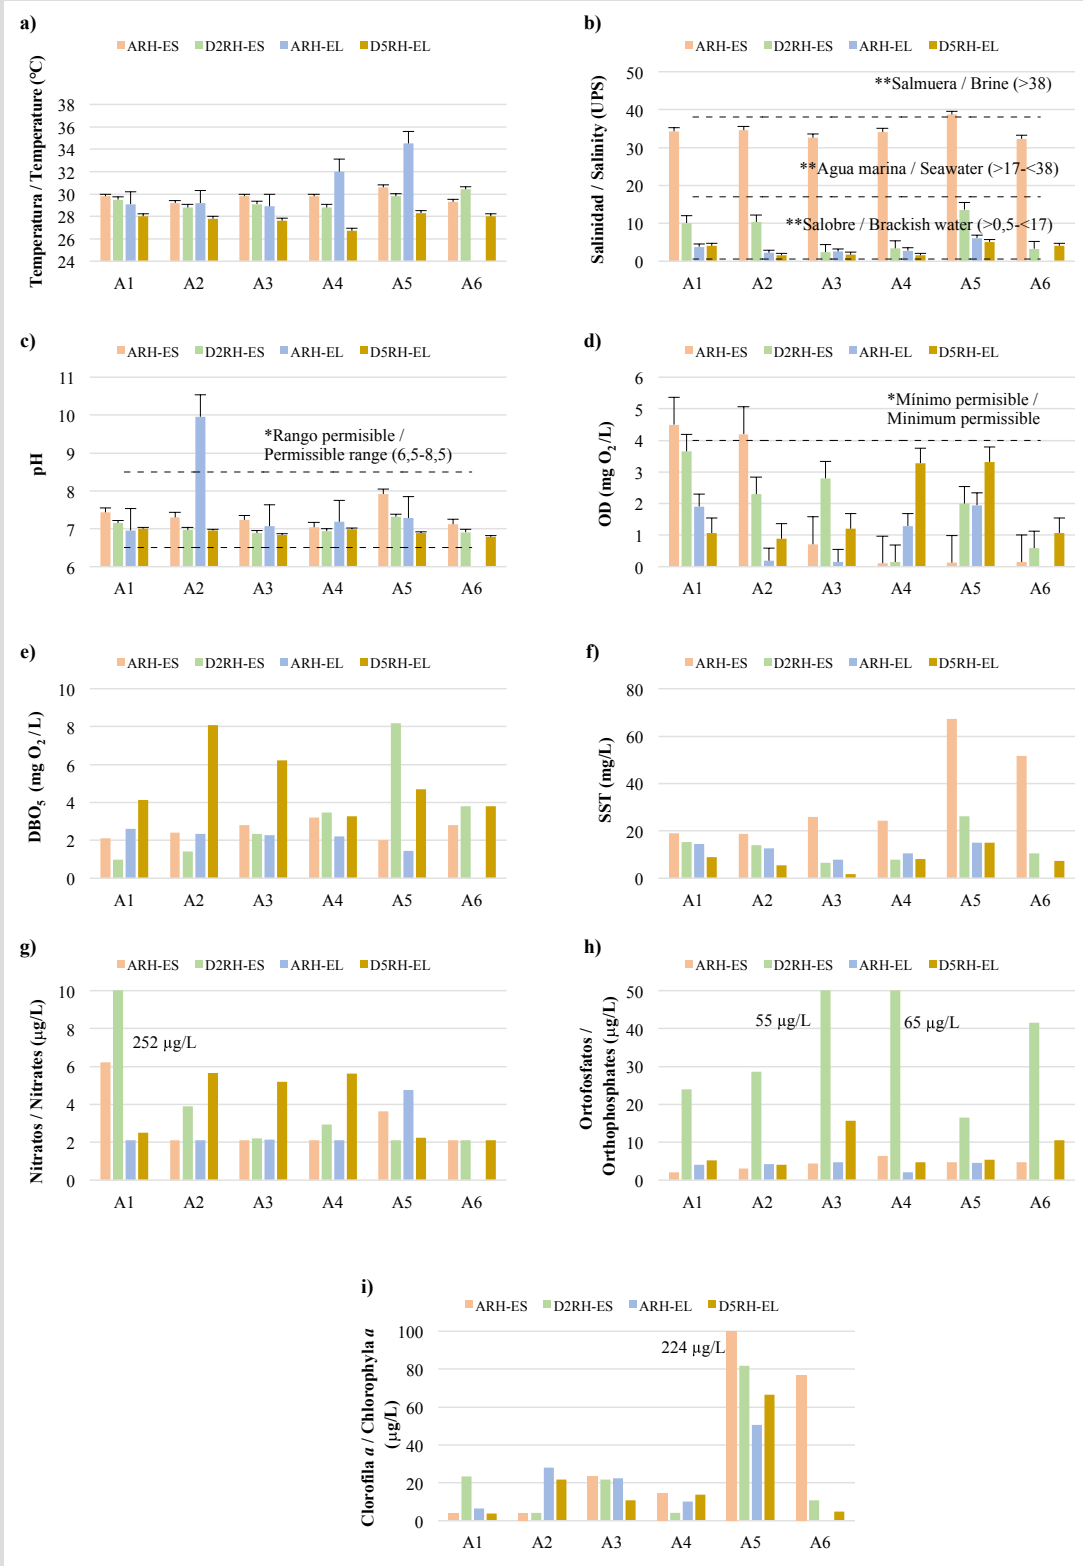 a)
ARH-ES D2RH-ES ARH-EL D5RH-EL
Temperatura / Temperature (°C)
38
36
34
32
30
28
26
24
A1 A2 A3 A4 A5 A6
b)
ARH-ES D2RH-ES ARH-EL D5RH-EL
Salinidad / Salinity (UPS)
50
40
30
20
10
0
**Salmuera / Brine (>38)
**Agua marina / Seawater (>17-<38)
**Salobre / Brackish water (>0,5-<17)
A1 A2 A3 A4 A5 A6
c)
ARH-ES D2RH-ES ARH-EL D5RH-EL
pH
11
10
9
8
7
6
*Rango permisible /
Permissible range (6,5-8,5)
A1 A2 A3 A4 A5 A6
d)
ARH-ES D2RH-ES ARH-EL D5RH-EL
OD (mg O₂/L)
6
5
4
3
2
1
0
*Mínimo permisible /
Minimum permissible
A1 A2 A3 A4 A5 A6
e)
ARH-ES D2RH-ES ARH-EL D5RH-EL
DBO₅ (mg O₂/L)
10
8
6
4
2
0
A1 A2 A3 A4 A5 A6
f)
ARH-ES D2RH-ES ARH-EL D5RH-EL
SST (mg/L)
80
60
40
20
0
A1 A2 A3 A4 A5 A6
g)
ARH-ES D2RH-ES ARH-EL D5RH-EL
Nitratos / Nitrates (µg/L)
10
8
6
4
2
0
252 µg/L
A1 A2 A3 A4 A5 A6
h)
ARH-ES D2RH-ES ARH-EL D5RH-EL
Ortofosfatos /
Orthophosphates (µg/L)
50
40
30
20
10
0
55 µg/L
65 µg/L
A1 A2 A3 A4 A5 A6
i)
ARH-ES D2RH-ES ARH-EL D5RH-EL
Clorofila a / Chlorophyla a
(µg/L)
100
80
60
40
20
0
224 µg/L
A1 A2 A3 A4 A5 A6